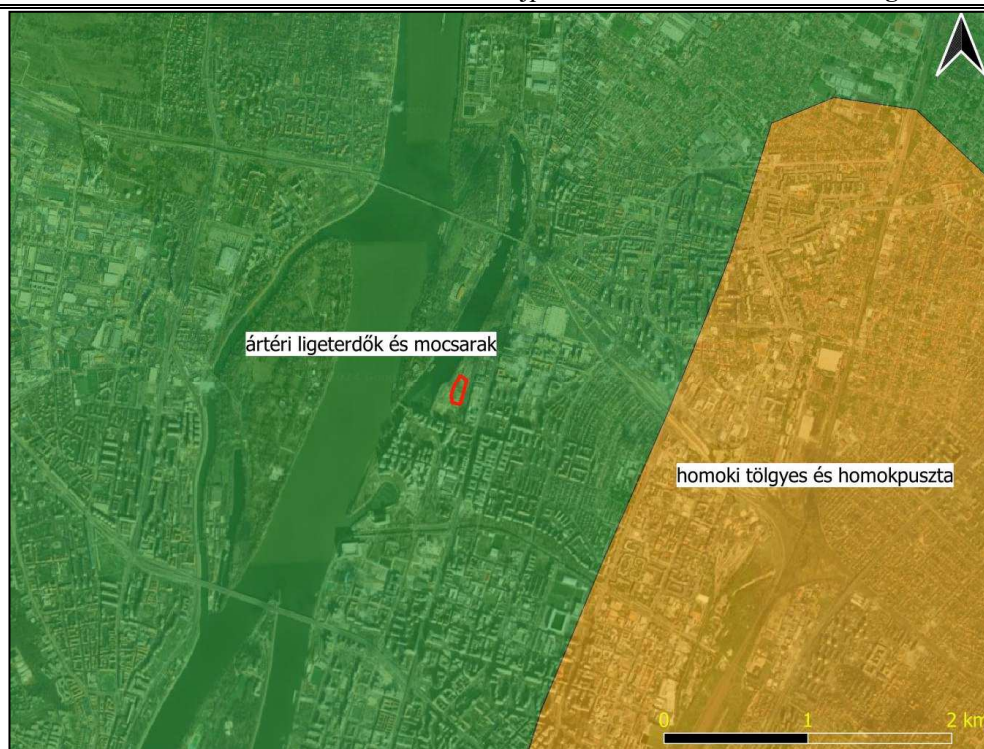 ártéri ligeterdők és mocsarak
homoki tölgyes és homokpuszta
0 1 2 km